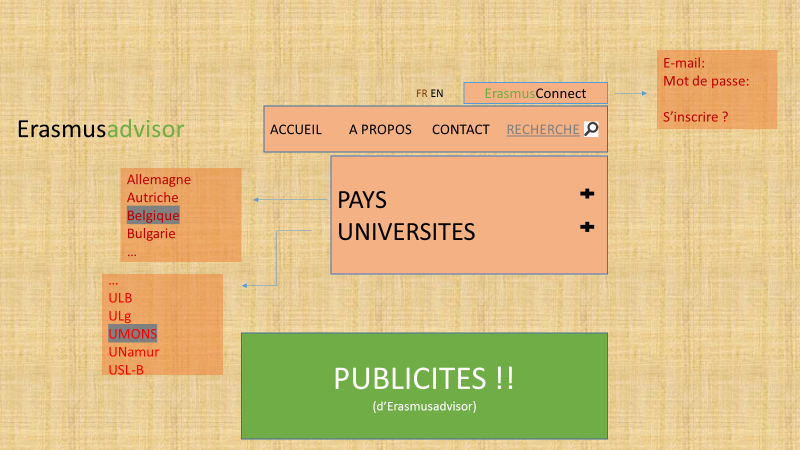 E-mail:
Mot de passe:
S'inscrire ?
FR EN
ErasmusConnect
Erasmusadvisor
ACCUEIL A PROPOS CONTACT RECHERCHE
Allemagne
Autriche
Belgique
Bulgarie
...
PAYS
UNIVERSITES
...
ULB
ULg
UMONS
UNamur
USL-B
PUBLICITES !!
(d'Erasmusadvisor)